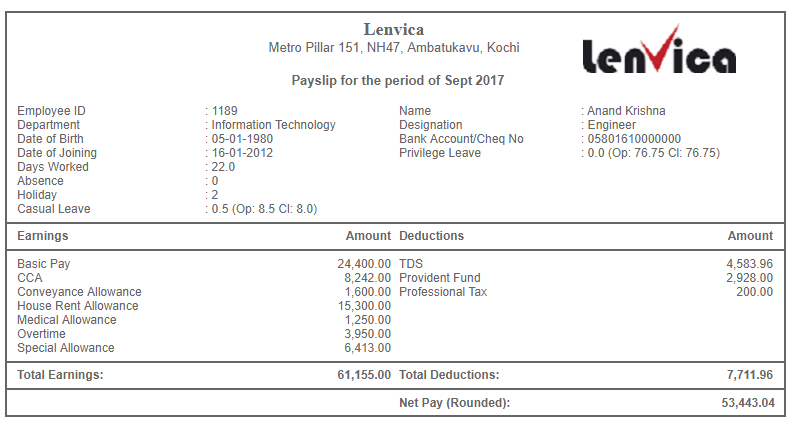 Lenvica
Metro Pillar 151, NH47, Ambatukavu, Kochi
Lenvica
Payslip for the period of Sept 2017
Employee ID : 1189 Name : Anand Krishna
Department : Information Technology Designation : Engineer
Date of Birth : 05-01-1980 Bank Account/Cheq No : 05801610000000
Date of Joining : 16-01-2012 Privilege Leave : 0.0 (Op: 76.75 Cl: 76.75)
Days Worked : 22.0
Absence : 0
Holiday : 2
Casual Leave : 0.5 (Op: 8.5 Cl: 8.0)
Earnings Amount Deductions Amount
Basic Pay 24,400.00 TDS 4,583.96
CCA 8,242.00 Provident Fund 2,928.00
Conveyance Allowance 1,600.00 Professional Tax 200.00
House Rent Allowance 15,300.00
Medical Allowance 1,250.00
Overtime 3,950.00
Special Allowance 6,413.00
Total Earnings: 61,155.00 Total Deductions: 7,711.96
Net Pay (Rounded): 53,443.04